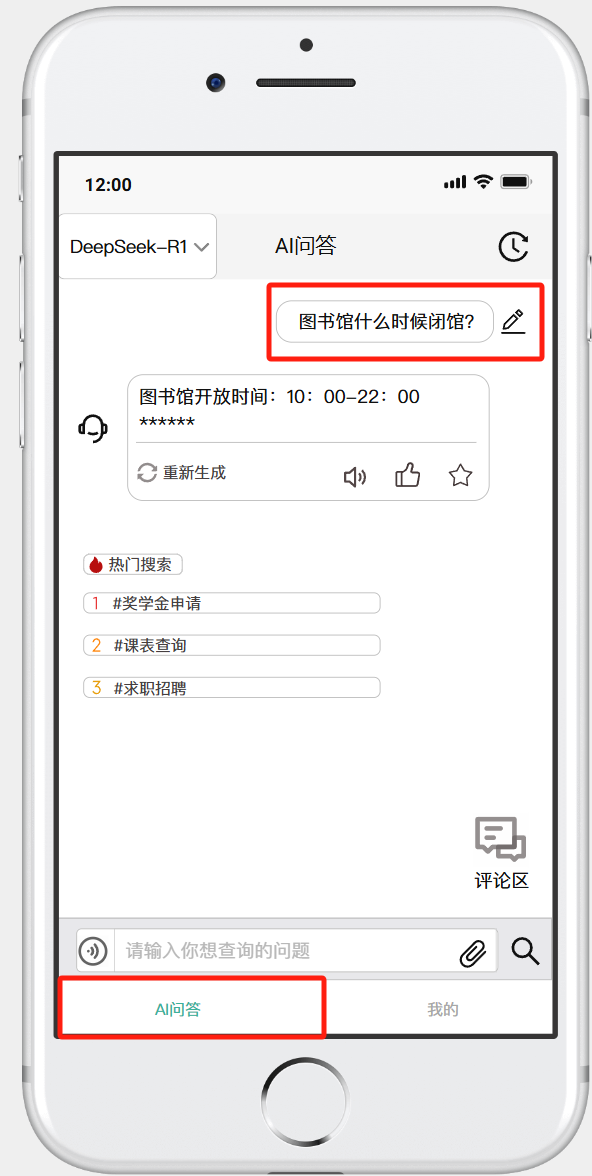 12:00
DeepSeek-R1
AI问答
图书馆什么时候闭馆?
图书馆开放时间：10：00-22：00
******
重新生成
热门搜索
1 #奖学金申请
2 #课表查询
3 #求职招聘
评论区
请输入你想查询的问题
AI问答
我的